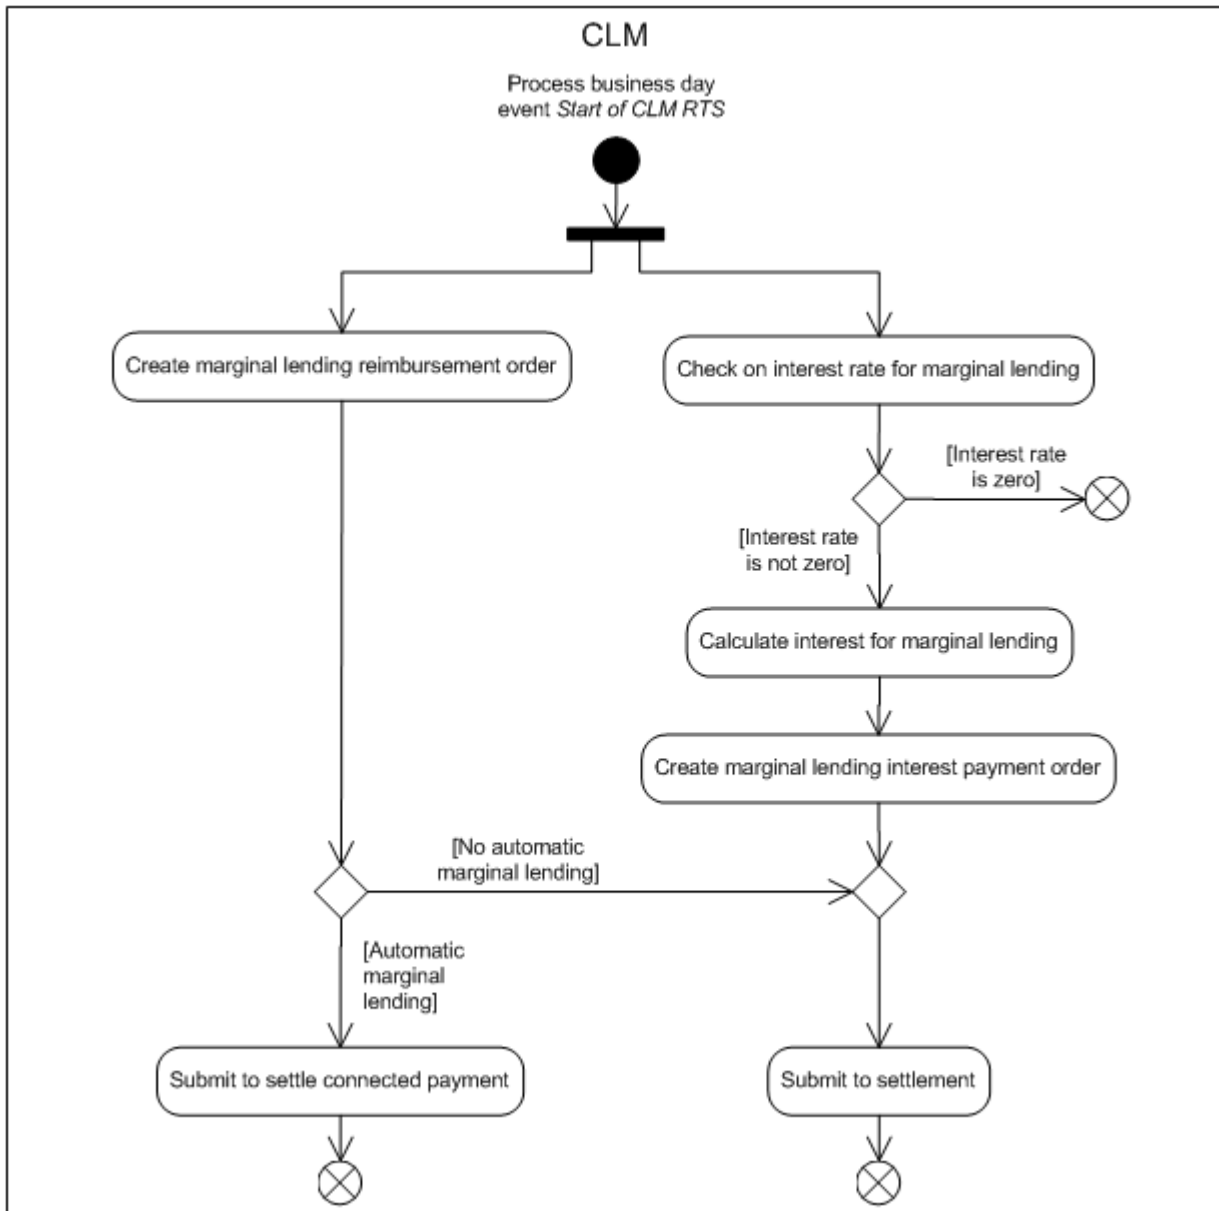 CLM
Process business day
event Start of CLM RTS
Create marginal lending reimbursement order
Check on interest rate for marginal lending
[Interest rate
is zero]
[Interest rate
is not zero]
Calculate interest for marginal lending
Create marginal lending interest payment order
[No automatic
marginal lending]
[Automatic
marginal
lending]
Submit to settle connected payment
Submit to settlement